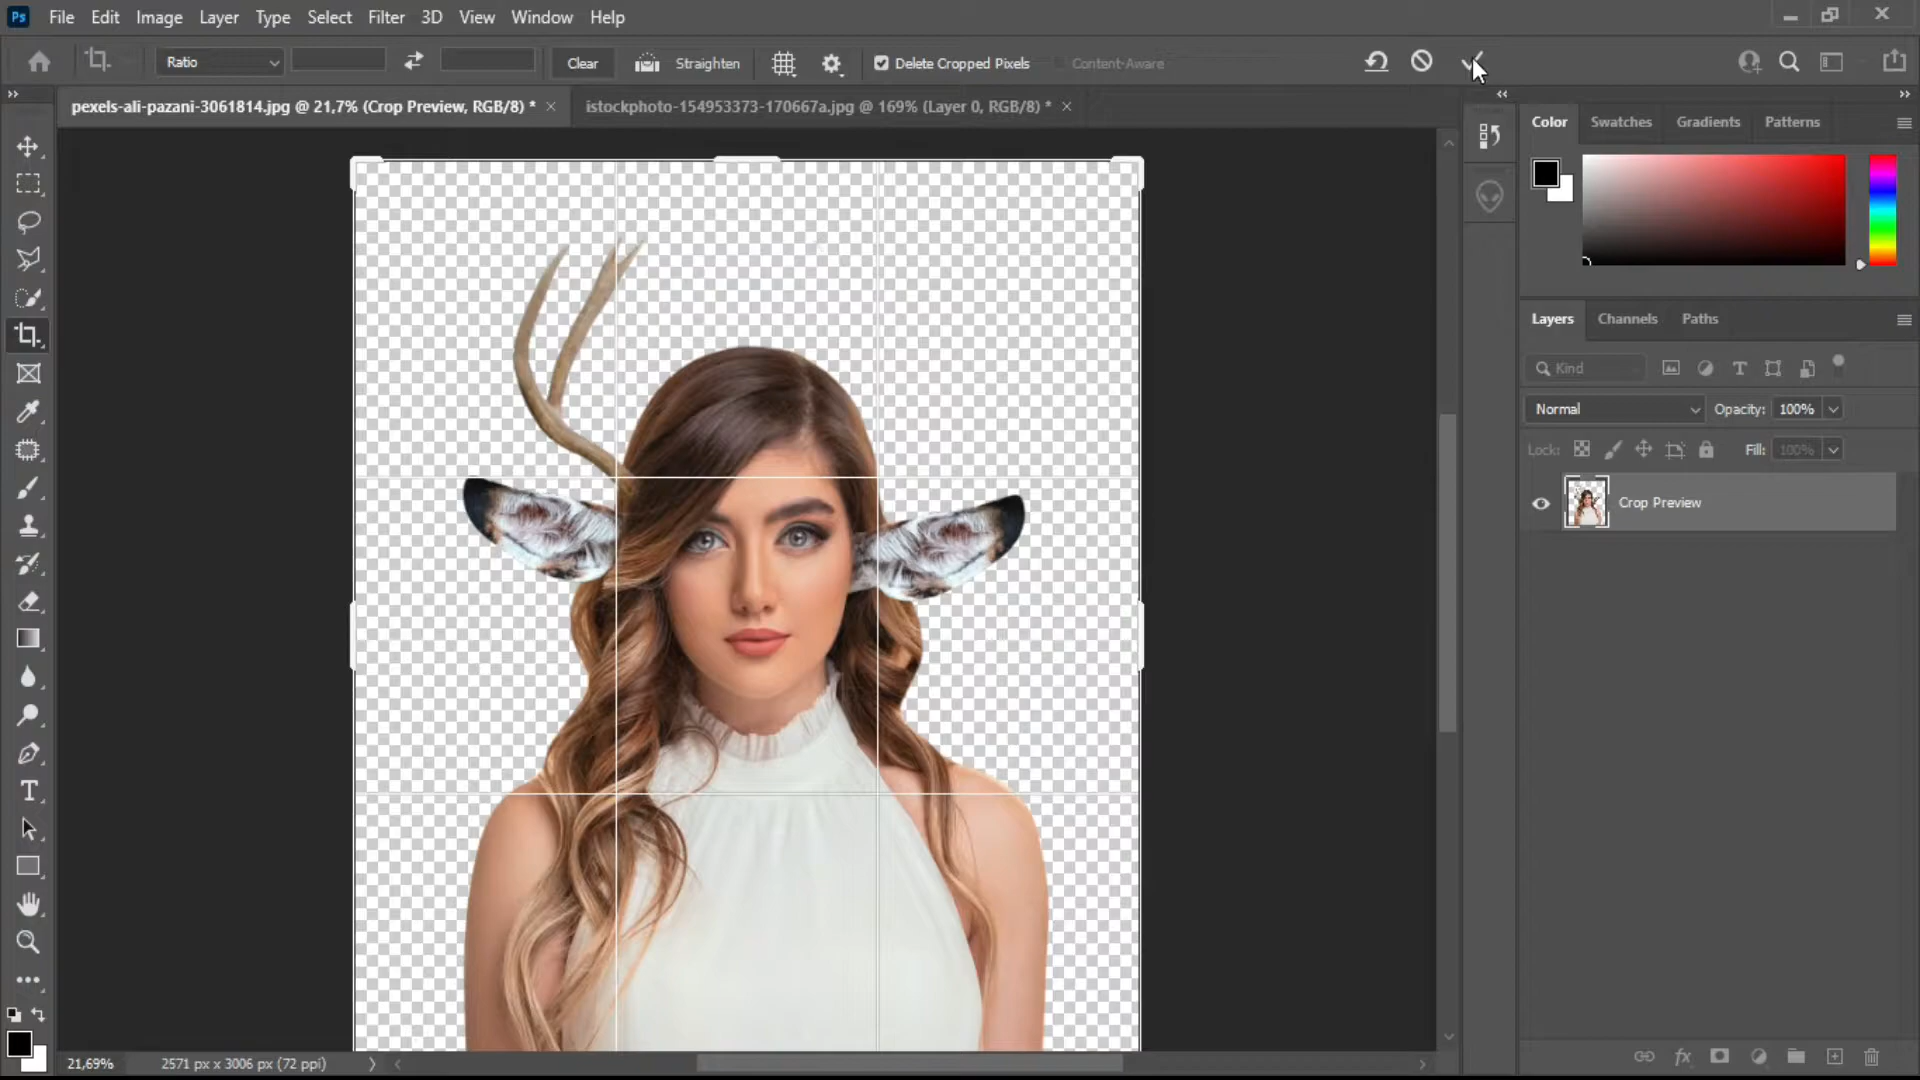 Ps File Edit Image Layer Type Select Filter 3D View Window Help
Ratio Clear Straighten Delete Cropped Pixels Content-Aware
pexels-ali-pazani-3061814.jpg @ 21,7% (Crop Preview, RGB/8) * × istockphoto-154953373-170667a.jpg @ 169% (Layer 0, RGB/8) * ×
Color Swatches Gradients Patterns
Layers Channels Paths
Kind
Normal Opacity: 100%
Lock: Fill: 100%
Crop Preview
21,69% 2571 px x 3006 px (72 ppi)